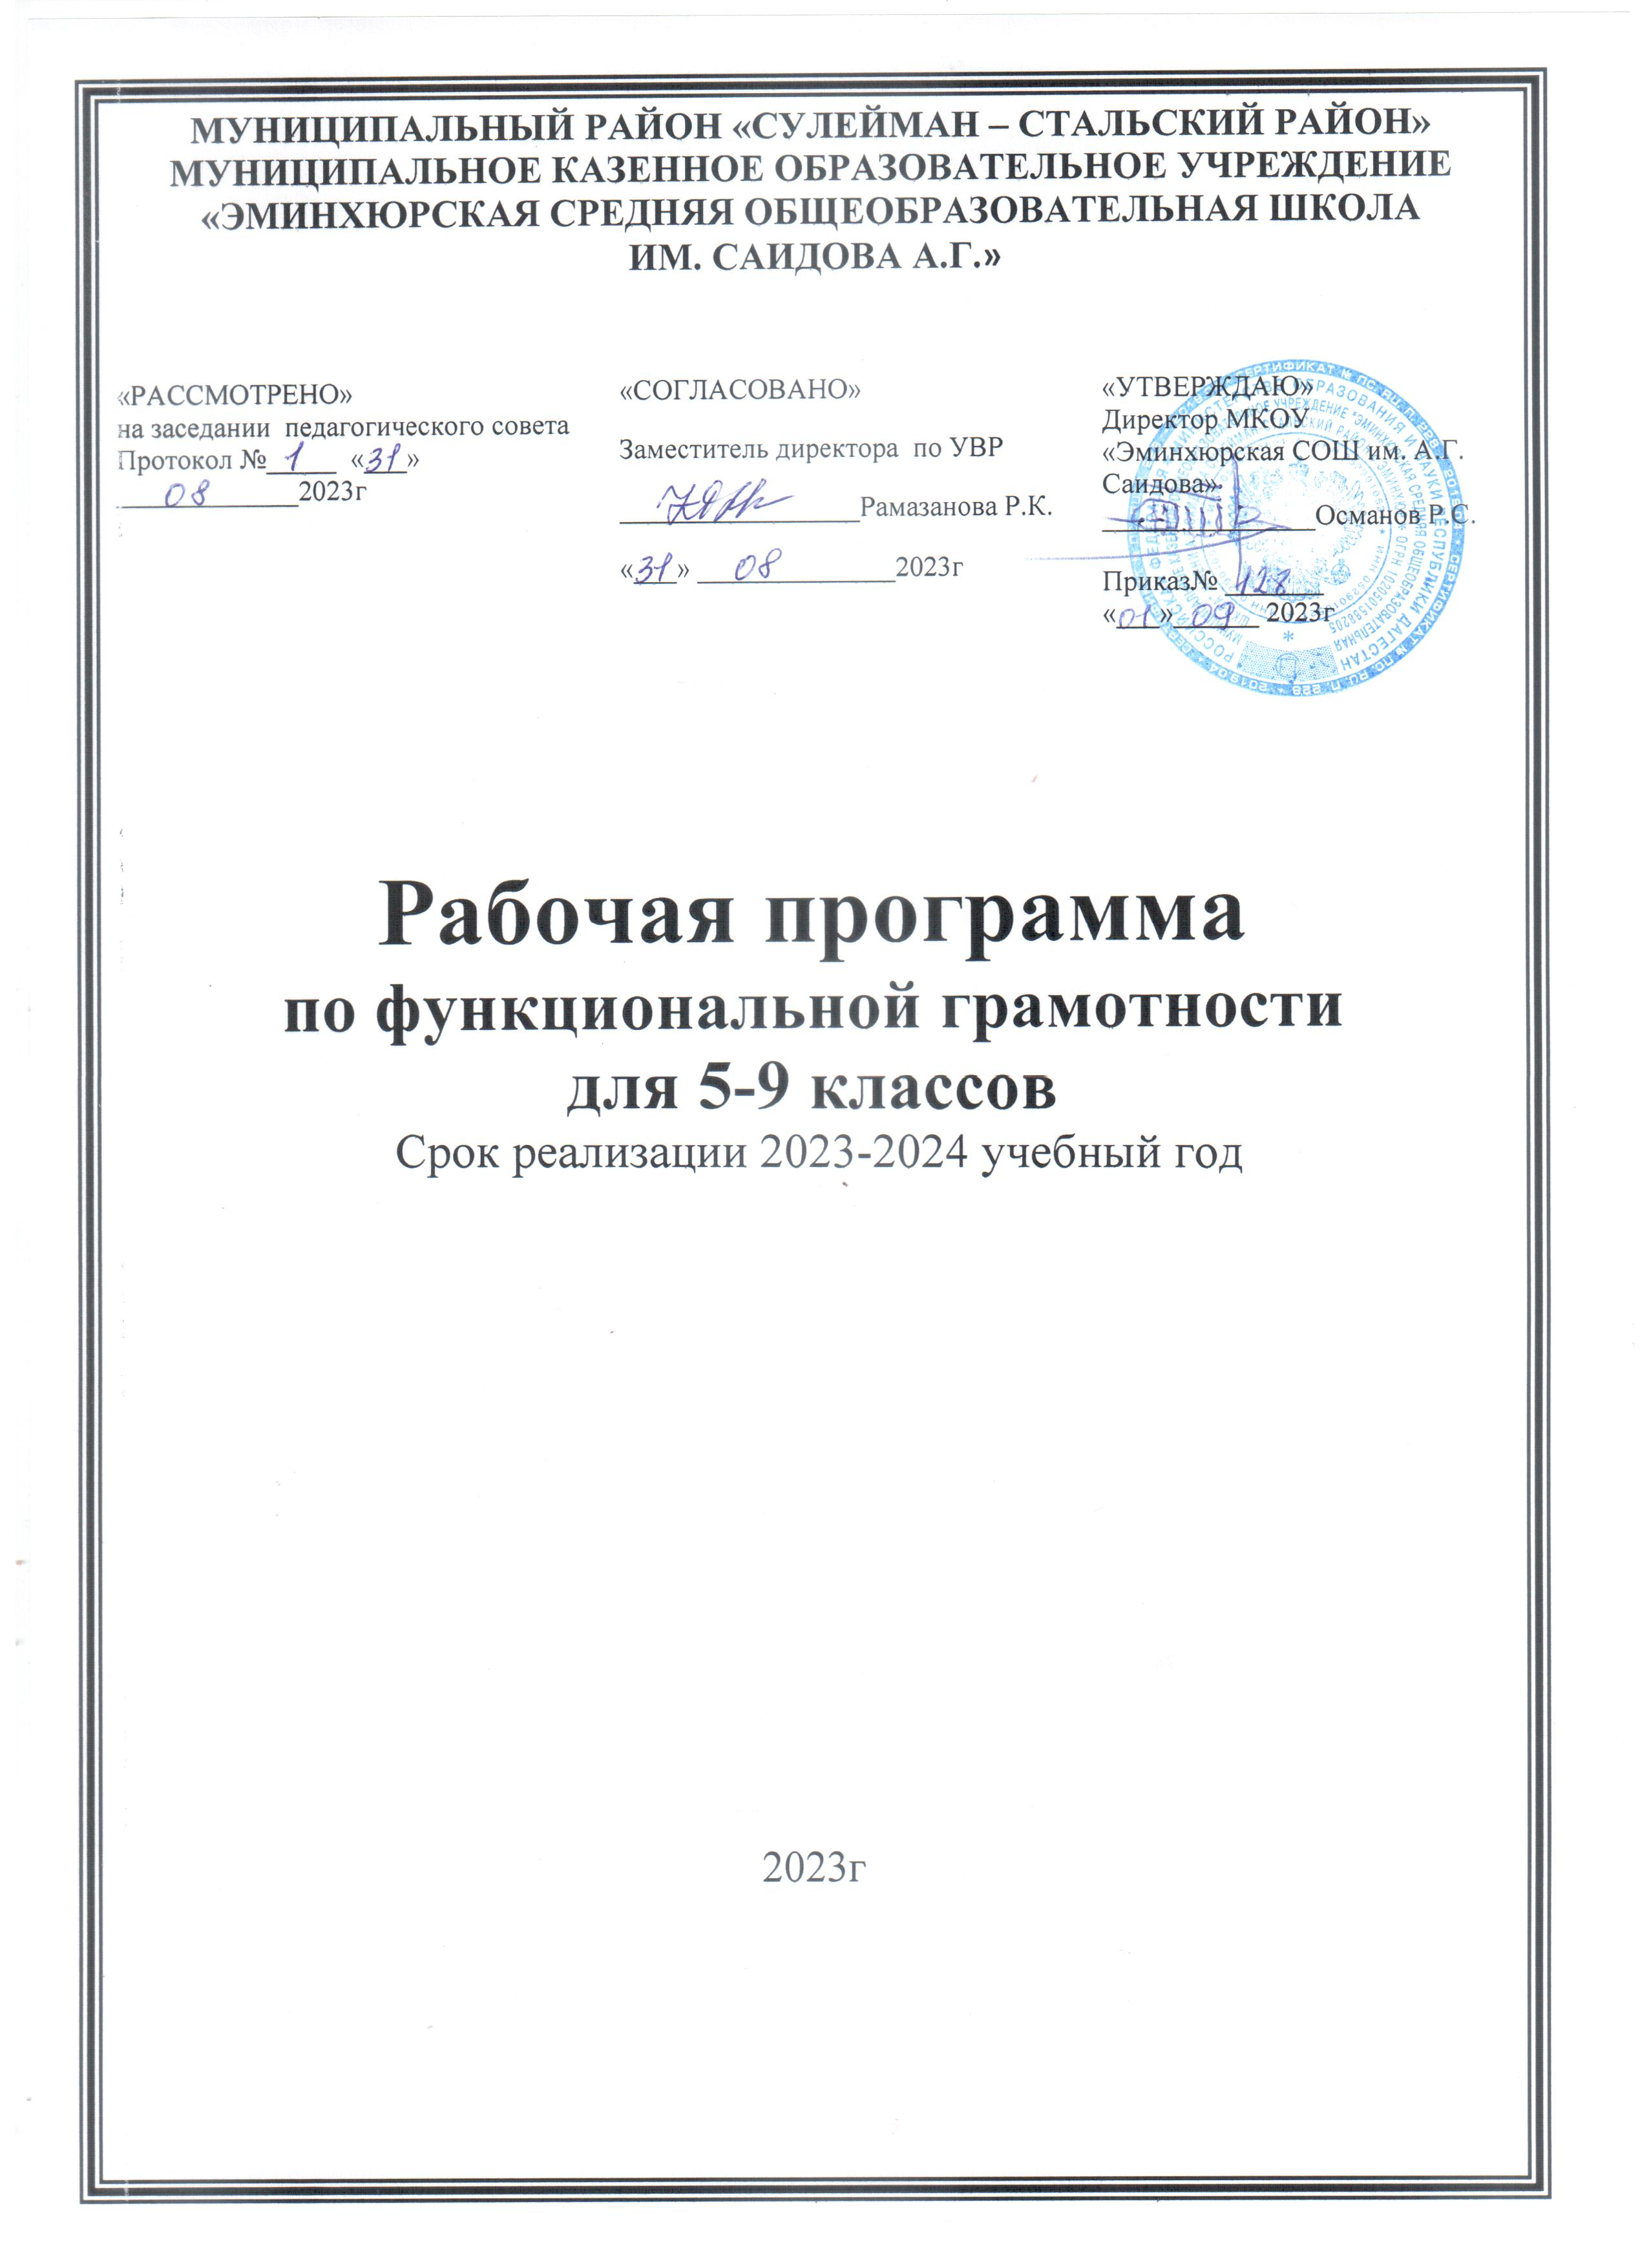 МУНИЦИПАЛЬНЫЙ РАЙОН «СУЛЕЙМАН – СТАЛЬСКИЙ РАЙОН»
МУНИЦИПАЛЬНОЕ КАЗЕННОЕ ОБРАЗОВАТЕЛЬНОЕ УЧРЕЖДЕНИЕ
«ЭМИНХЮРСКАЯ СРЕДНЯЯ ОБЩЕОБРАЗОВАТЕЛЬНАЯ ШКОЛА
ИМ. САИДОВА А.Г.»
«РАССМОТРЕНО»
на заседании педагогического совета
Протокол № 1 «31»
08 2023г
«СОГЛАСОВАНО»
Заместитель директора по УВР
Рамазанова Р.К.
«31» 08 2023г
«УТВЕРЖДАЮ»
Директор МКОУ
«Эминхюрская СОШ им. А.Г.
Саидова»
Османов Р.С.
Приказ№ 128
«01» 09 2023г
Рабочая программа
по функциональной грамотности
для 5-9 классов
Срок реализации 2023-2024 учебный год
2023г